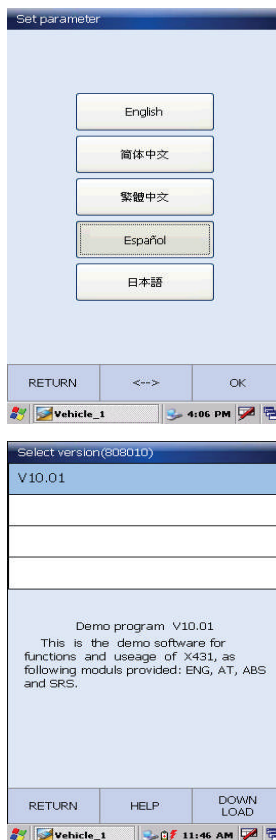 Set parameter
English
简体中文
繁體中文
Español
日本語
RETURN <--> OK
Vehicle_1 4:06 PM
Select version(808010)
V10.01
Demo program V10.01
This is the demo software for
functions and useage of X431, as
following moduls provided: ENG, AT, ABS
and SRS.
RETURN HELP DOWN
LOAD
Vehicle_1 11:46 AM